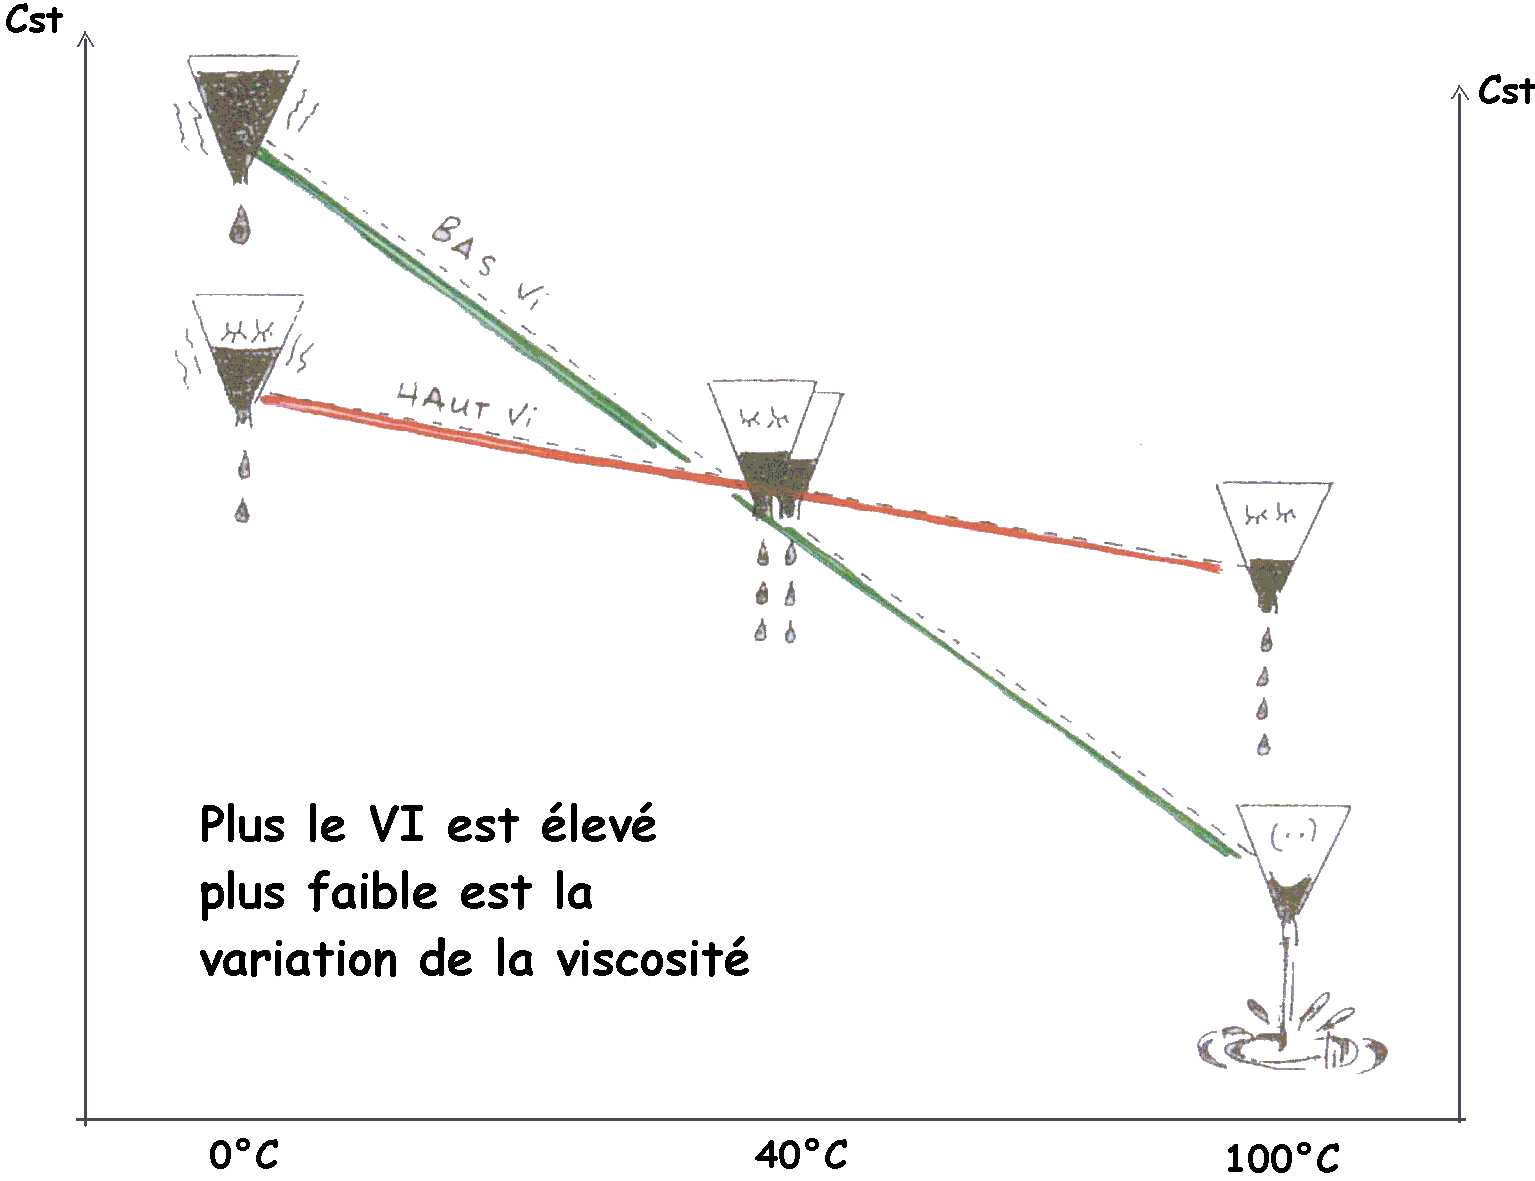 Cst
Cst
BAS Vi
HAUT Vi
Plus le VI est élevé
plus faible est la
variation de la viscosité
0°C
40°C
100°C